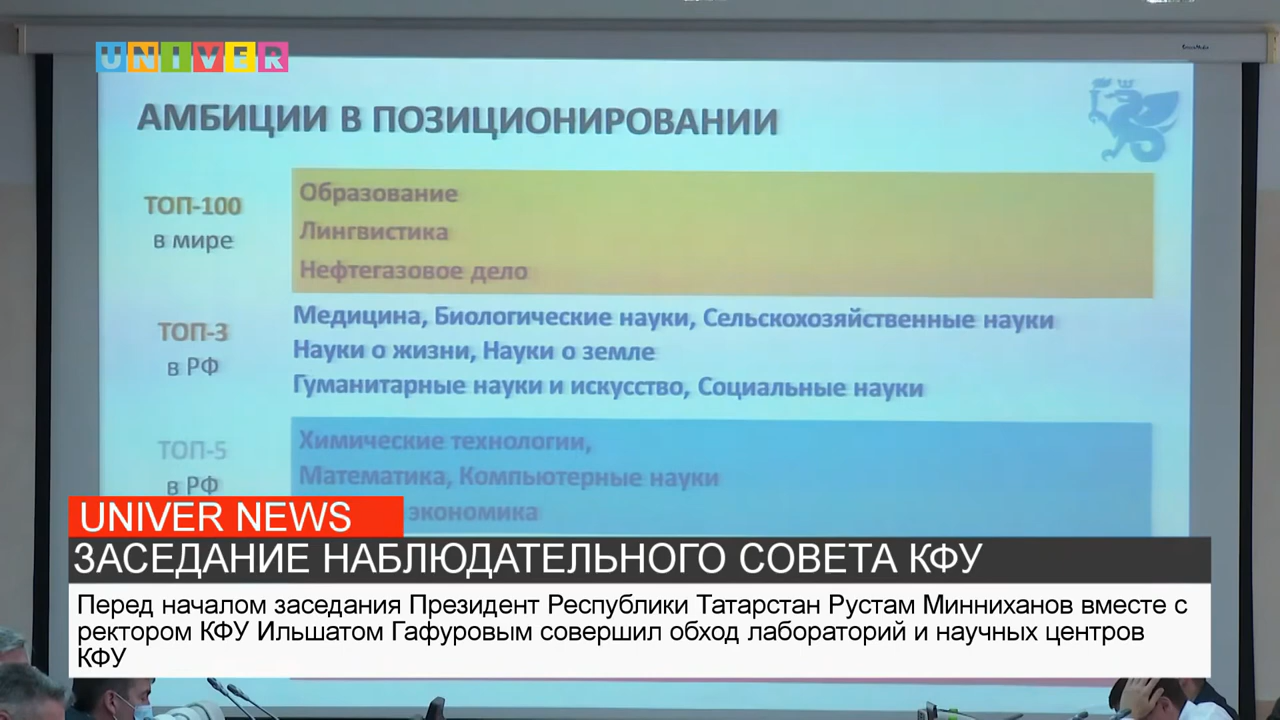 UNIVER
АМБИЦИИ В ПОЗИЦИОНИРОВАНИИ
ТОП-100
в мире
Образование
Лингвистика
Нефтегазовое дело
ТОП-3
в РФ
Медицина, Биологические науки, Сельскохозяйственные науки
Науки о жизни, Науки о земле
Гуманитарные науки и искусство, Социальные науки
ТОП-5
в РФ
Химические технологии,
Математика, Компьютерные науки
экономика
UNIVER NEWS
ЗАСЕДАНИЕ НАБЛЮДАТЕЛЬНОГО СОВЕТА КФУ
Перед началом заседания Президент Республики Татарстан Рустам Минниханов вместе с
ректором КФУ Ильшатом Гафуровым совершил обход лабораторий и научных центров
КФУ